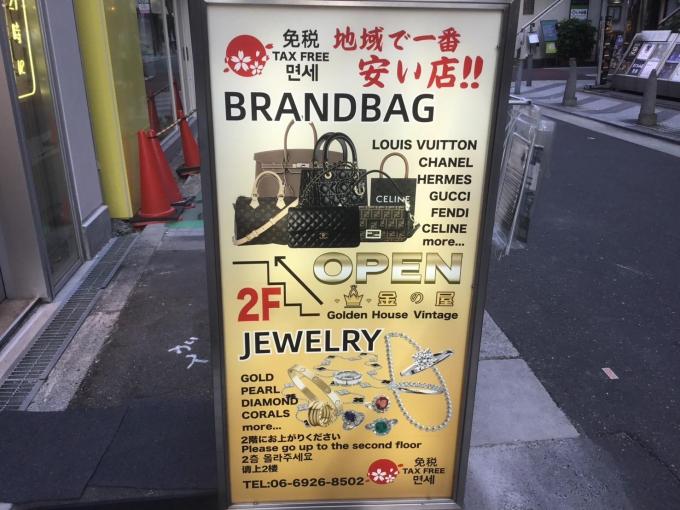 免税
TAX FREE
면세
地域で一番
安い店!!
BRANDBAG
LOUIS VUITTON
CHANEL
HERMES
GUCCI
FENDI
CELINE
more...
CELINE
OPEN
2F
金の屋
Golden House Vintage
JEWELRY
GOLD
PEARL
DIAMOND
CORALS
more...
2階にお上がりください
Please go up to the second floor
2층 올라주세요
请上2楼
TEL:06-6926-8502
免税
TAX FREE
면세
ガス